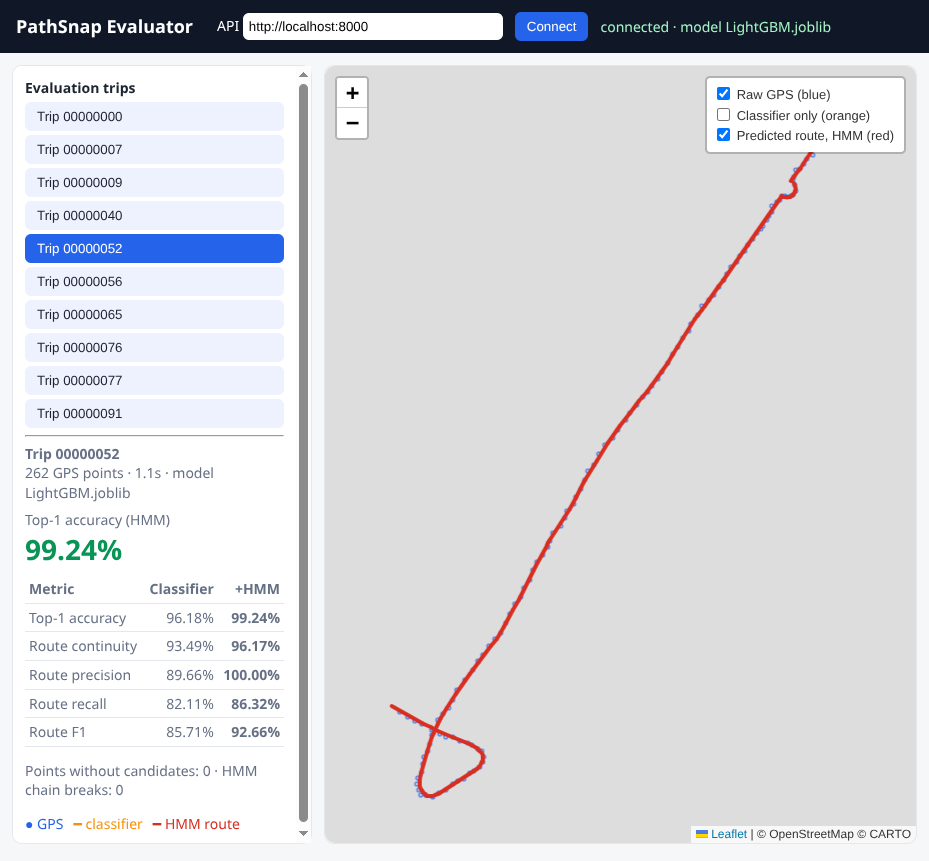 PathSnap Evaluator API http://localhost:8000 Connect connected · model LightGBM.joblib
Evaluation trips
Trip 00000000
Trip 00000007
Trip 00000009
Trip 00000040
Trip 00000052
Trip 00000056
Trip 00000065
Trip 00000076
Trip 00000077
Trip 00000091
Trip 00000052
262 GPS points · 1.1s · model
LightGBM.joblib
Top-1 accuracy (HMM)
99.24%
Metric Classifier +HMM
Top-1 accuracy 96.18% 99.24%
Route continuity 93.49% 96.17%
Route precision 89.66% 100.00%
Route recall 82.11% 86.32%
Route F1 85.71% 92.66%
Points without candidates: 0 · HMM
chain breaks: 0
● GPS ━ classifier ━ HMM route
+
−
Raw GPS (blue)
Classifier only (orange)
Predicted route, HMM (red)
Leaflet | © OpenStreetMap © CARTO